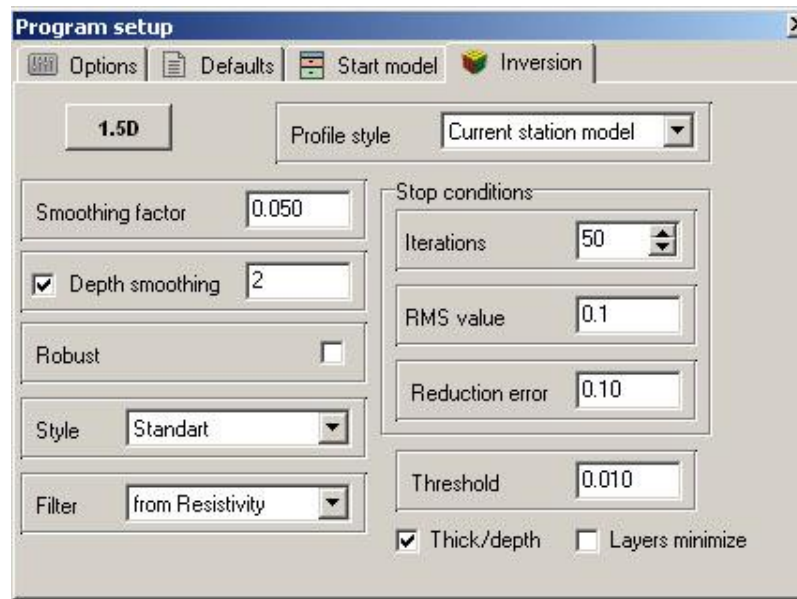 Program setup
Options Defaults Start model Inversion
1.5D
Profile style Current station model
Smoothing factor 0.050
Depth smoothing 2
Robust
Style Standart
Filter from Resistivity
Stop conditions
Iterations 50
RMS value 0.1
Reduction error 0.10
Threshold 0.010
Thick/depth Layers minimize